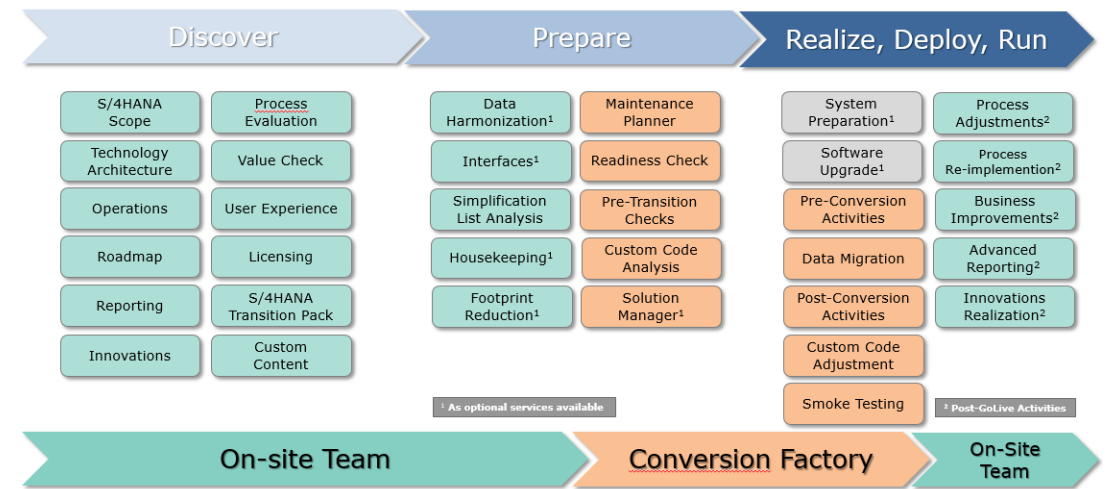 Discover
Prepare
Realize, Deploy, Run
S/4HANA
Scope
Process
Evaluation
Technology
Architecture
Value Check
Operations
User Experience
Roadmap
Licensing
Reporting
S/4HANA
Transition Pack
Innovations
Custom
Content
Data
Harmonization¹
Maintenance
Planner
Interfaces¹
Readiness Check
Simplification
List Analysis
Pre-Transition
Checks
Housekeeping¹
Custom Code
Analysis
Footprint
Reduction¹
Solution
Manager¹
¹ As optional services available
System
Preparation¹
Process
Adjustments²
Software
Upgrade¹
Process
Re-implemention²
Pre-Conversion
Activities
Business
Improvements²
Data Migration
Advanced
Reporting²
Post-Conversion
Activities
Innovations
Realization²
Custom Code
Adjustment
Smoke Testing
² Post-GoLive Activities
On-site Team
Conversion Factory
On-Site
Team